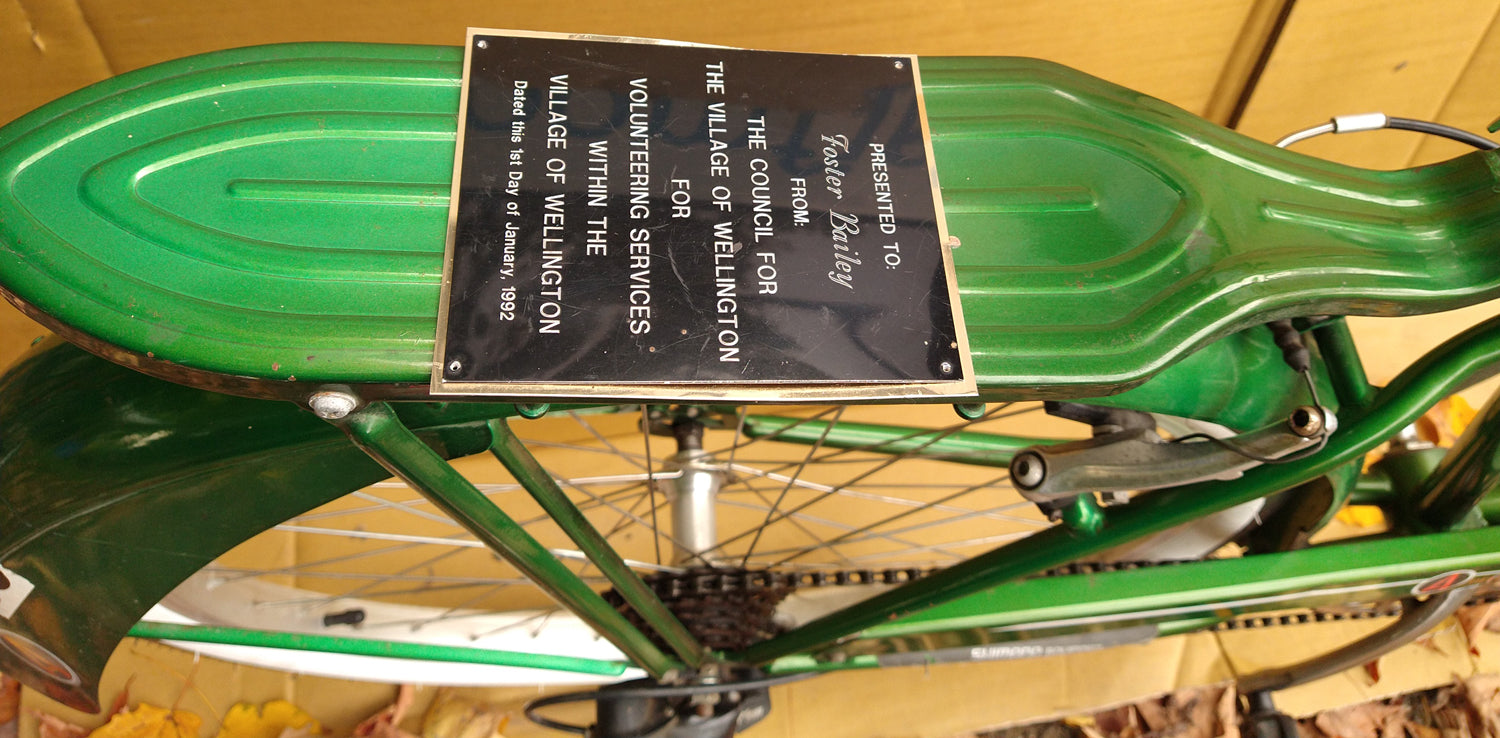 PRESENTED TO:
Foster Bailey
FROM:
THE COUNCIL FOR
THE VILLAGE OF WELLINGTON
FOR
VOLUNTEERING SERVICES
WITHIN THE
VILLAGE OF WELLINGTON
Dated this 1st Day of January, 1992
SHIMANO